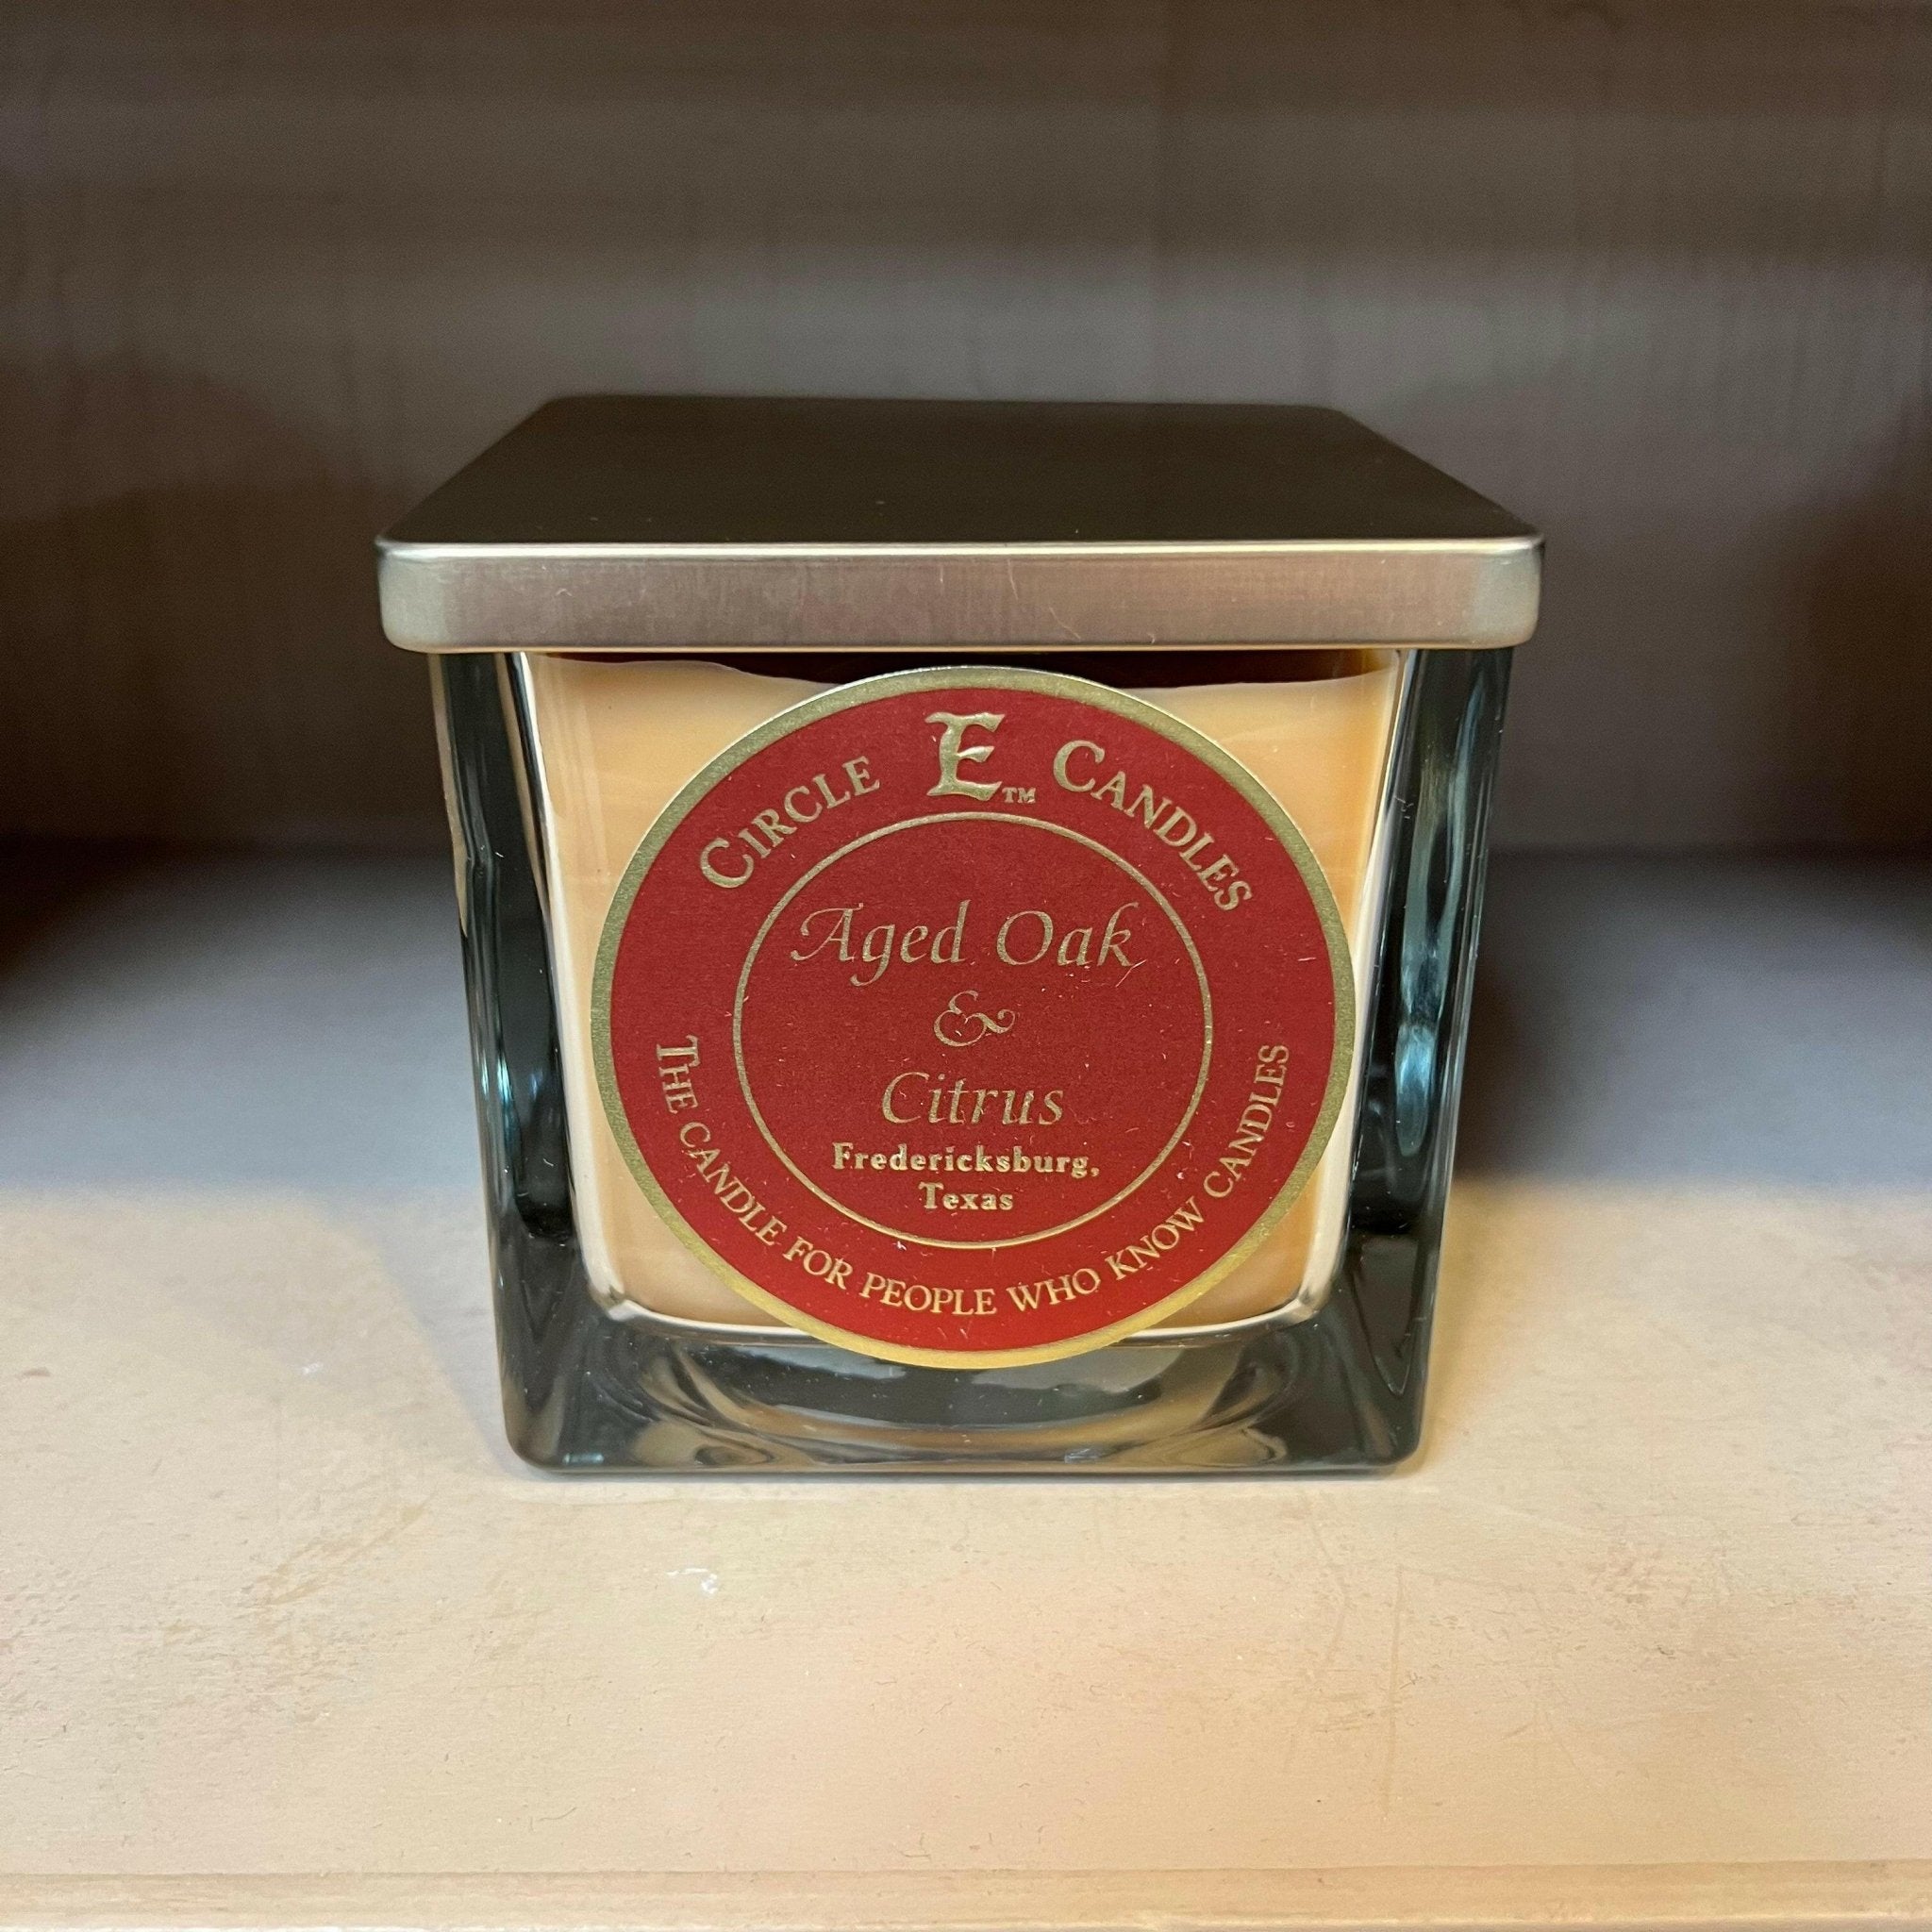 CIRCLE E™ CANDLES
Aged Oak
&
Citrus
Fredericksburg,
Texas
THE CANDLE FOR PEOPLE WHO KNOW CANDLES